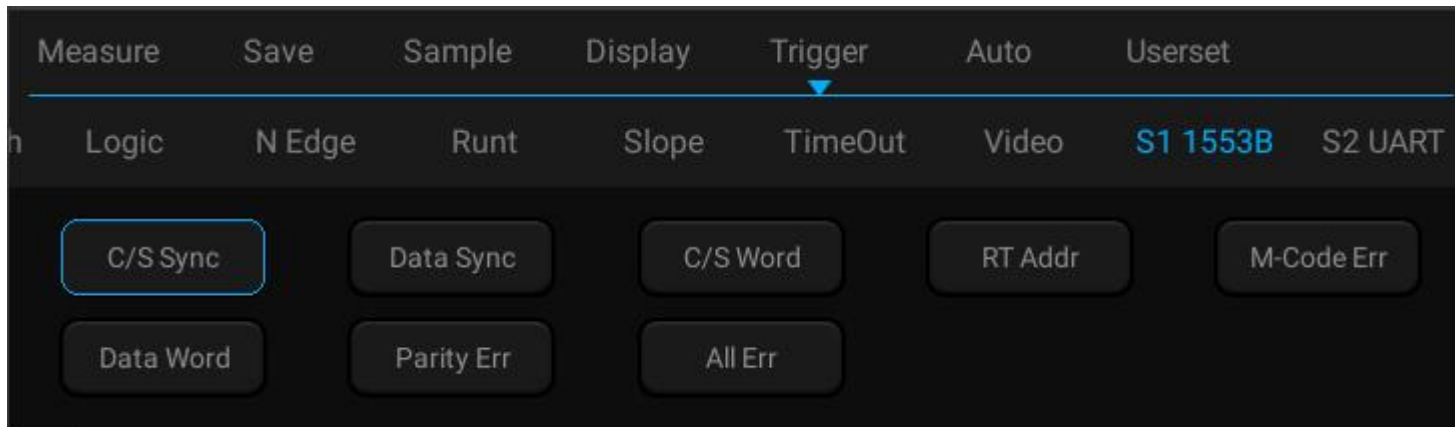 Measure Save Sample Display Trigger Auto Userset
h Logic N Edge Runt Slope TimeOut Video S1 1553B S2 UART
C/S Sync Data Sync C/S Word RT Addr M-Code Err
Data Word Parity Err All Err